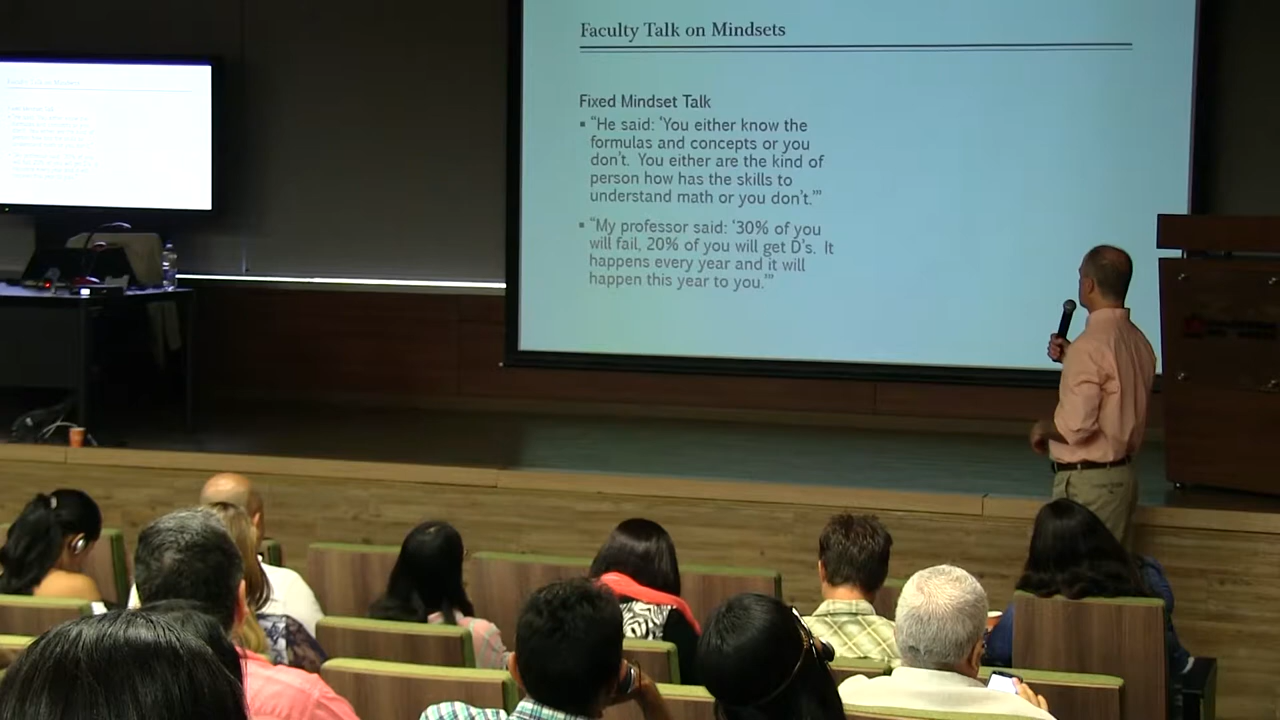 Faculty Talk on Mindsets
Fixed Mindset Talk
▪ “He said: ‘You either know the
formulas and concepts or you
don’t. You either are the kind of
person how has the skills to
understand math or you don’t.’”
▪ “My professor said: ‘30% of you
will fail, 20% of you will get D’s. It
happens every year and it will
happen this year to you.’”